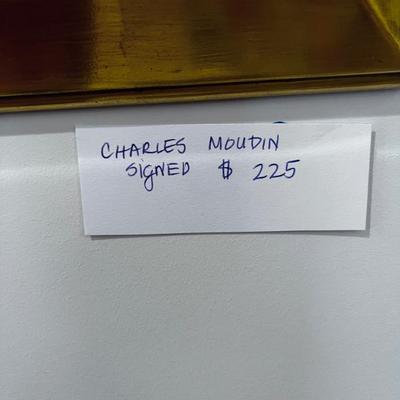 CHARLES MOUDIN
SigNED $ 225